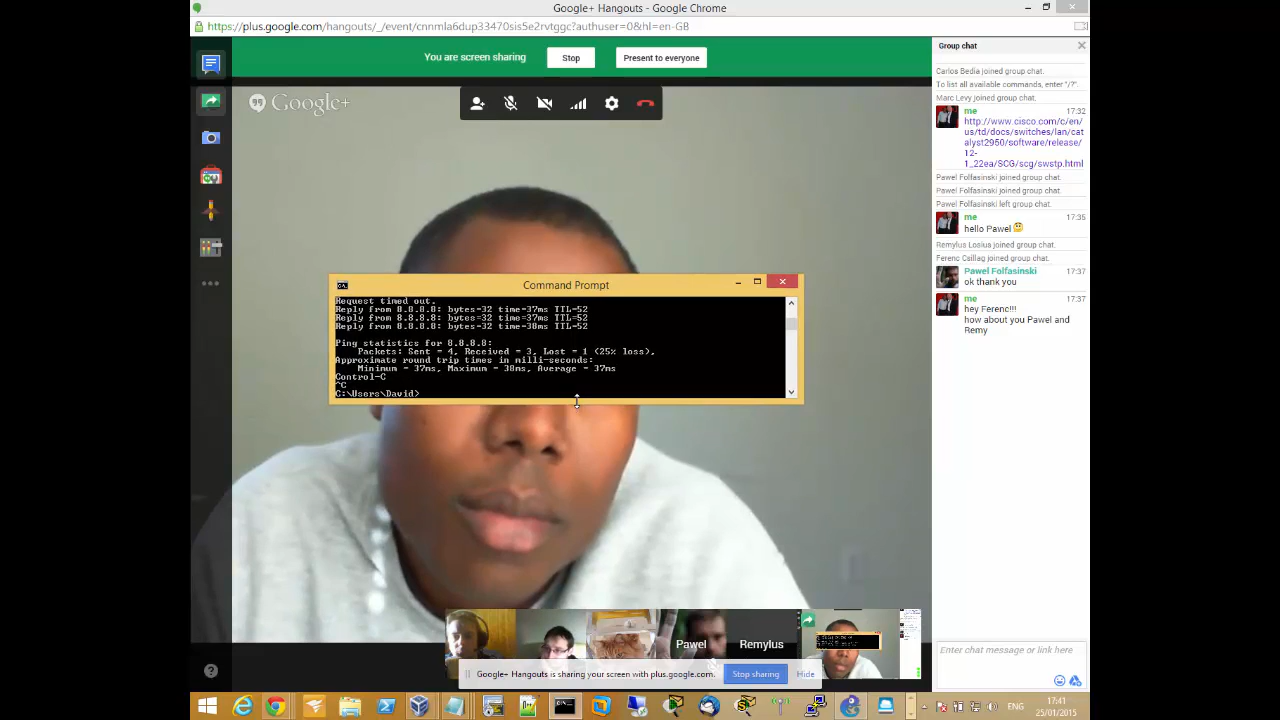 Google+ Hangouts - Google Chrome
https://plus.google.com/hangouts/_/event/cnnmla6dup33470sis5e2rvtggc?authuser=0&hl=en-GB
You are screen sharing
Stop
Present to everyone
Google+
Command Prompt
Request timed out.
Reply from 8.8.8.8: bytes=32 time=37ms TTL=52
Reply from 8.8.8.8: bytes=32 time=37ms TTL=52
Reply from 8.8.8.8: bytes=32 time=38ms TTL=52
Ping statistics for 8.8.8.8:
Packets: Sent = 4, Received = 3, Lost = 1 (25% loss),
Approximate round trip times in milli-seconds:
Minimum = 37ms, Maximum = 38ms, Average = 37ms
Control-C
^C
C:\Users\David>
Group chat
Carlos Bedia joined group chat.
To list all available commands, enter "/?".
Marc Levy joined group chat.
me 17:32
http://www.cisco.com/c/en/
us/td/docs/switches/lan/cat
alyst2950/software/release/
12-
1_22ea/SCG/scg/swstp.html
Pawel Folfasinski joined group chat.
Pawel Folfasinski joined group chat.
Pawel Folfasinski left group chat.
me 17:35
hello Pawel
Remylus Losius joined group chat.
Ferenc Csillag joined group chat.
Pawel Folfasinski 17:37
ok thank you
me 17:37
hey Ferenc!!!
how about you Pawel and
Remy
Enter chat message or link here
Pawel
Remylus
Google+ Hangouts is sharing your screen with plus.google.com.
Stop sharing
Hide
ENG
17:41
25/01/2015